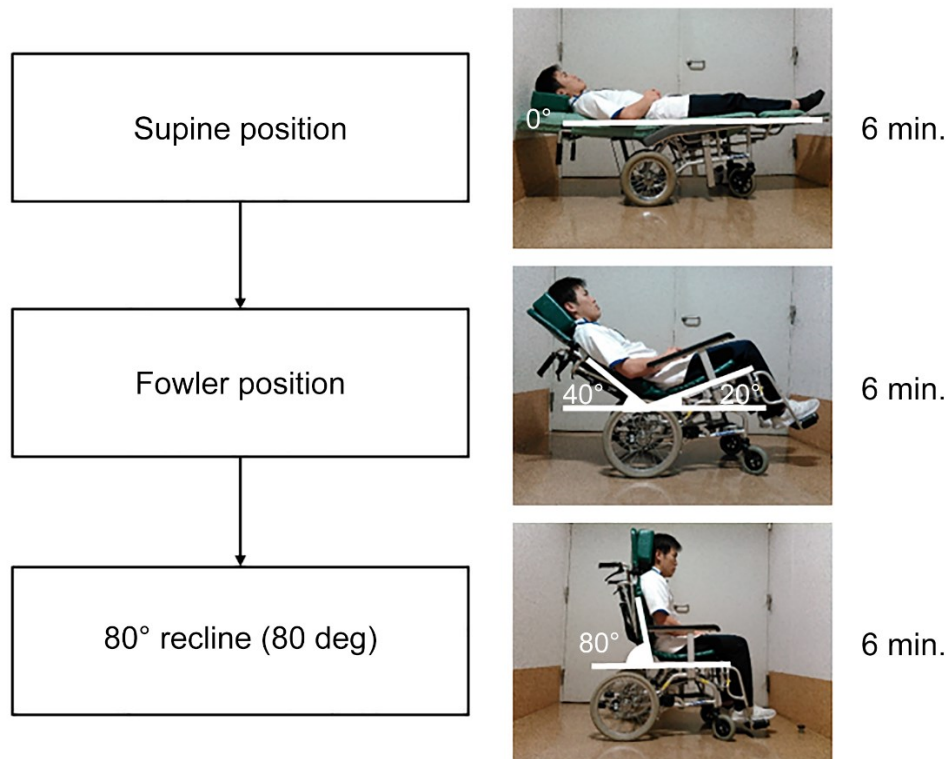 Supine position
0°
6 min.
Fowler position
40°
20°
6 min.
80° recline (80 deg)
80°
6 min.